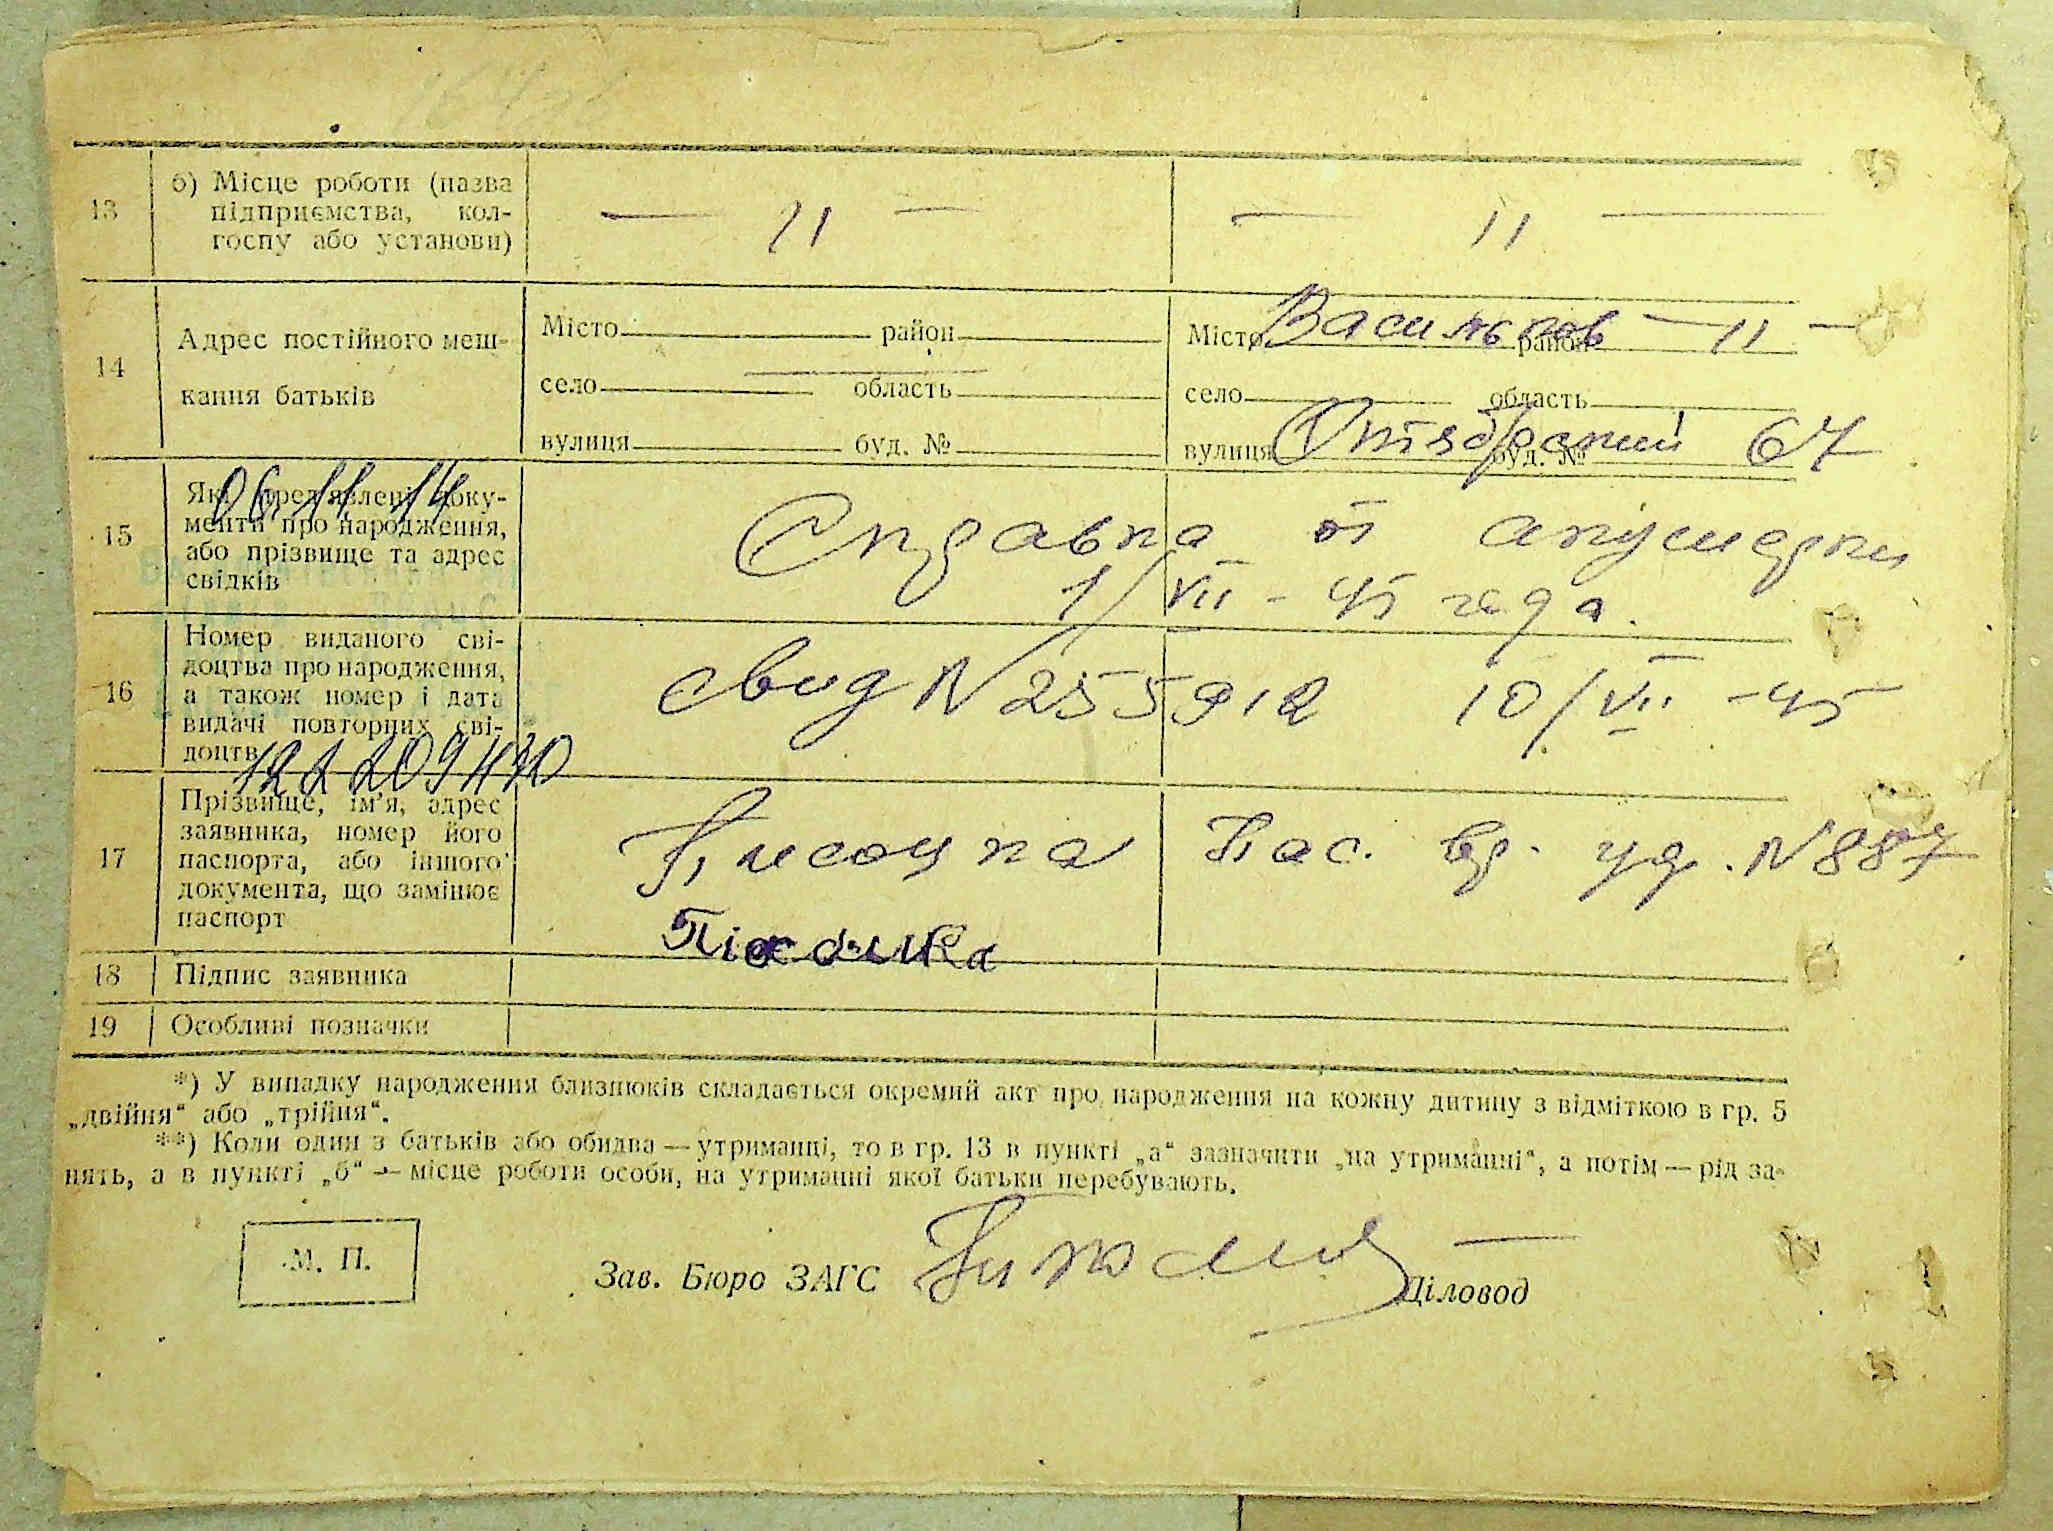 13
б) Місце роботи (назва
підприємства, кол-
госпу або установи)
— 11 —
— 11 —
14
Адрес постійного меш-
кання батьків
Місто район
село область
вулиця буд. №
Місто Васильков район — 11 —
село область
вулиця Октябрский буд. № 67
06 11 14
15
Які пред'явлені доку-
менти про народження,
або прізвище та адрес
свідків
Справка от акушерки
1/VII - 45 года.
16
Номер виданого сві-
доцтва про народження,
а також номер і дата
видачі повторних сві-
доцтв
свид N 255912 10/VII - 45
17
Прізвище, ім'я, адрес
заявника, номер його
паспорта, або іншого
документа, що замінює
паспорт
Пас. вр. уд. N 887
18
Підпис заявника
19
Особливі позначки
*) У випадку народження близнюків складається окремий акт про народження на кожну дитину з відміткою в гр. 5
„двійня“ або „трійня“.
**) Коли один з батьків або обидва — утриманці, то в гр. 13 в пункті „а“ зазначити „на утриманні“, а потім — рід за-
нять, а в пункті „б“ — місце роботи особи, на утриманні якої батьки перебувають.
М. П.
Зав. Бюро ЗАГС
Діловод